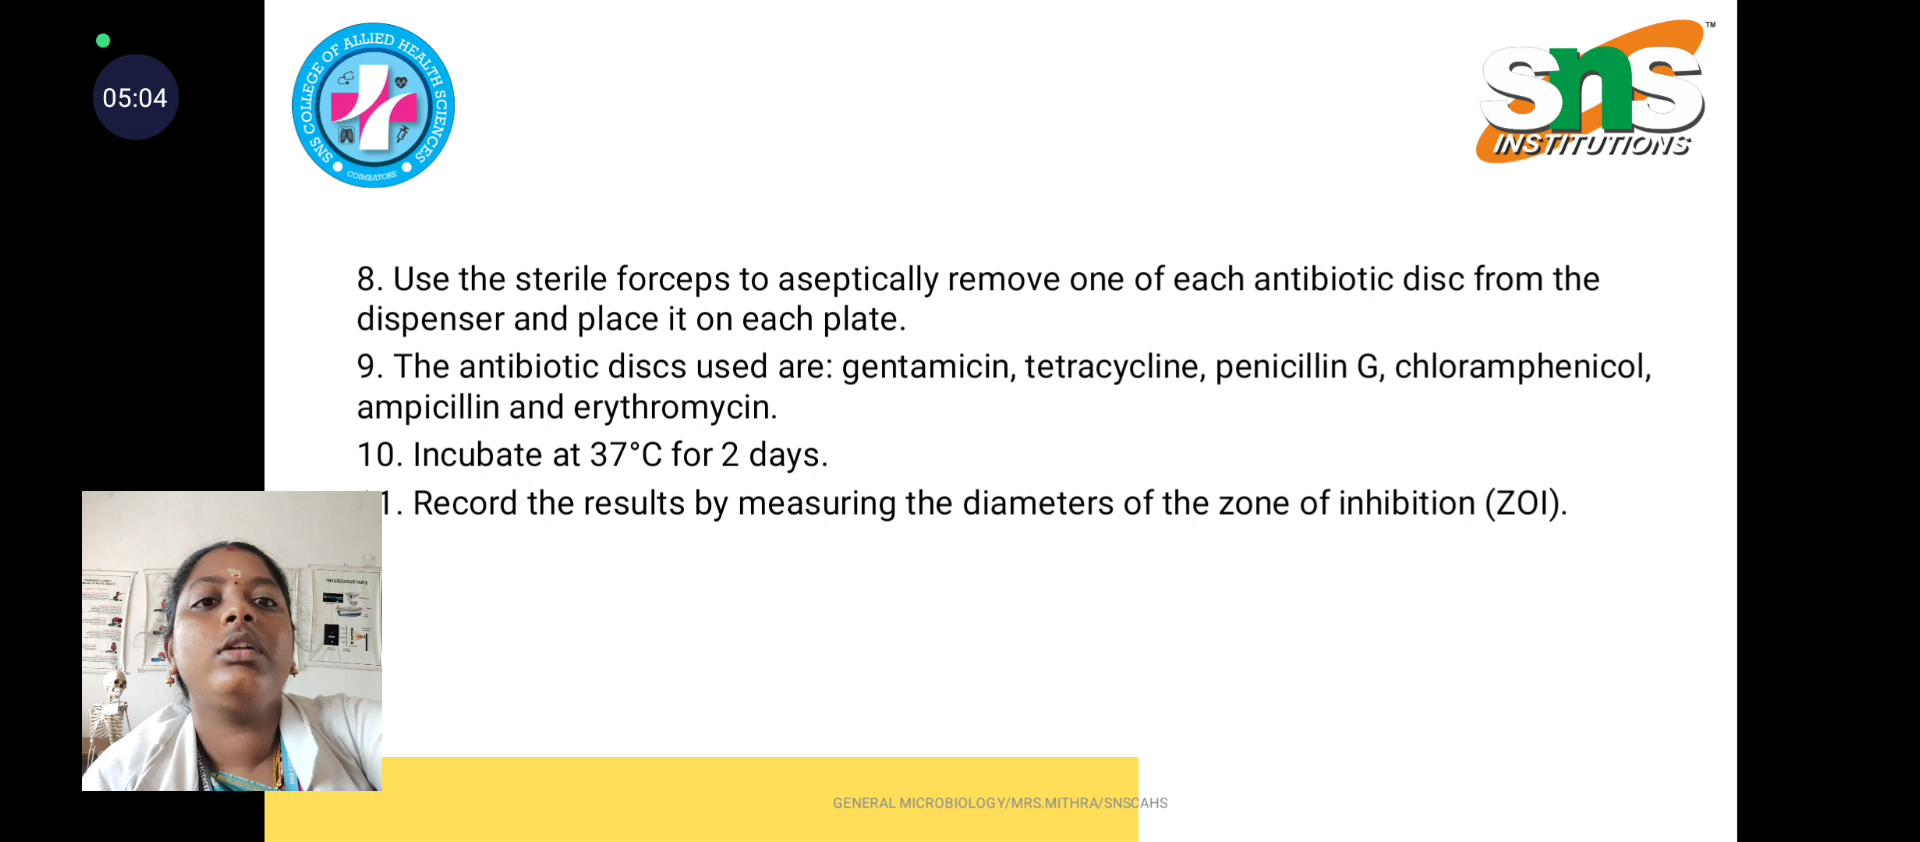 05:04
SNS COLLEGE OF ALLIED HEALTH SCIENCES
COIMBATORE
TM
sns
INSTITUTIONS
8. Use the sterile forceps to aseptically remove one of each antibiotic disc from the
dispenser and place it on each plate.
9. The antibiotic discs used are: gentamicin, tetracycline, penicillin G, chloramphenicol,
ampicillin and erythromycin.
10. Incubate at 37°C for 2 days.
1. Record the results by measuring the diameters of the zone of inhibition (ZOI).
GENERAL MICROBIOLOGY/MRS.MITHRA/SNSCAHS